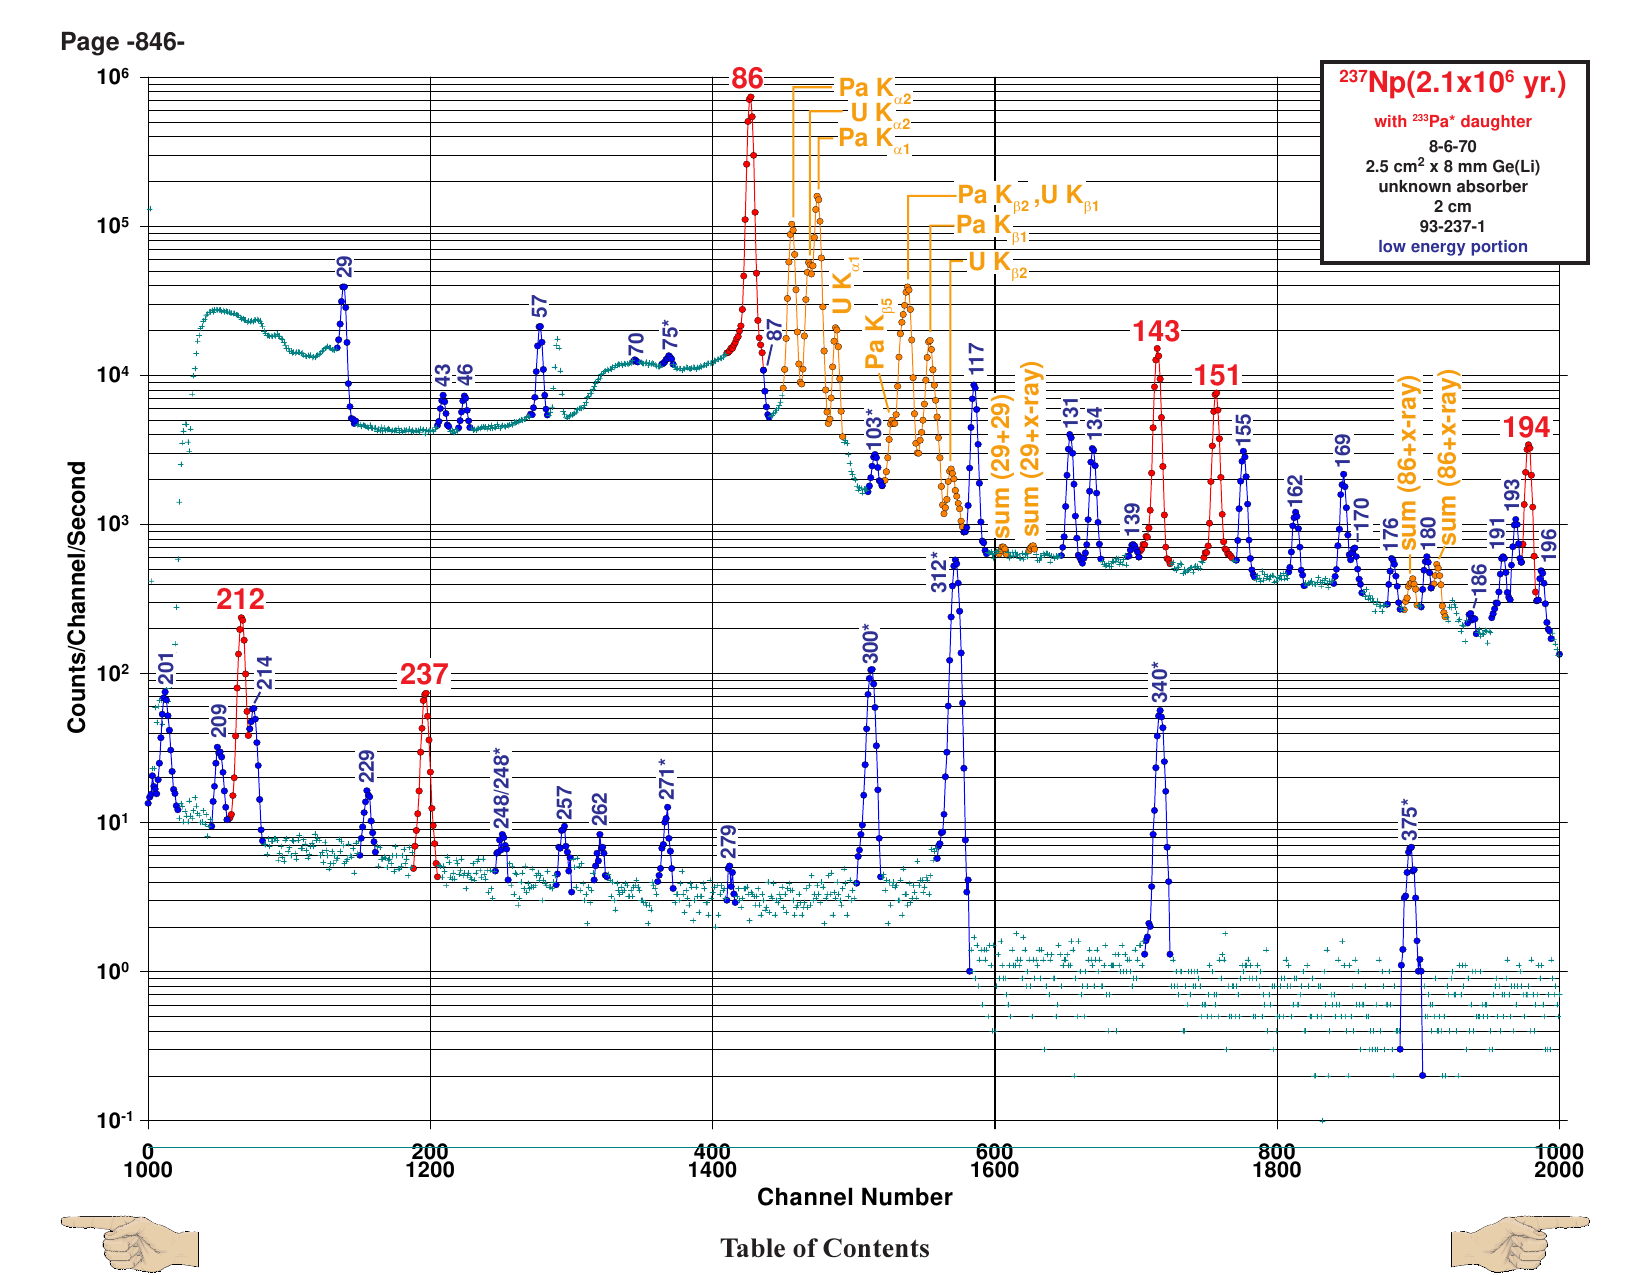 Page -846-
10⁶
10⁵
10⁴
10³
10²
10¹
10⁰
10⁻¹
Counts/Channel/Second
²³⁷Np(2.1x10⁶ yr.)
with ²³³Pa* daughter
8-6-70
2.5 cm² x 8 mm Ge(Li)
unknown absorber
2 cm
93-237-1
low energy portion
29
43
46
57
70
75*
86
87
Pa Kα2
U Kα2
Pa Kα1
U Kα1
Pa Kβ5
Pa Kβ2 ,U Kβ1
Pa Kβ1
U Kβ2
103*
117
sum (29+29)
sum (29+x-ray)
131
134
139
143
151
155
162
169
170
176
sum (86+x-ray)
180
sum (86+x-ray)
186
191
193
194
196
201
209
212
214
229
237
248/248*
257
262
271*
279
300*
312*
340*
375*
0 200 400 600 800 1000
1000 1200 1400 1600 1800 2000
Channel Number
Table of Contents